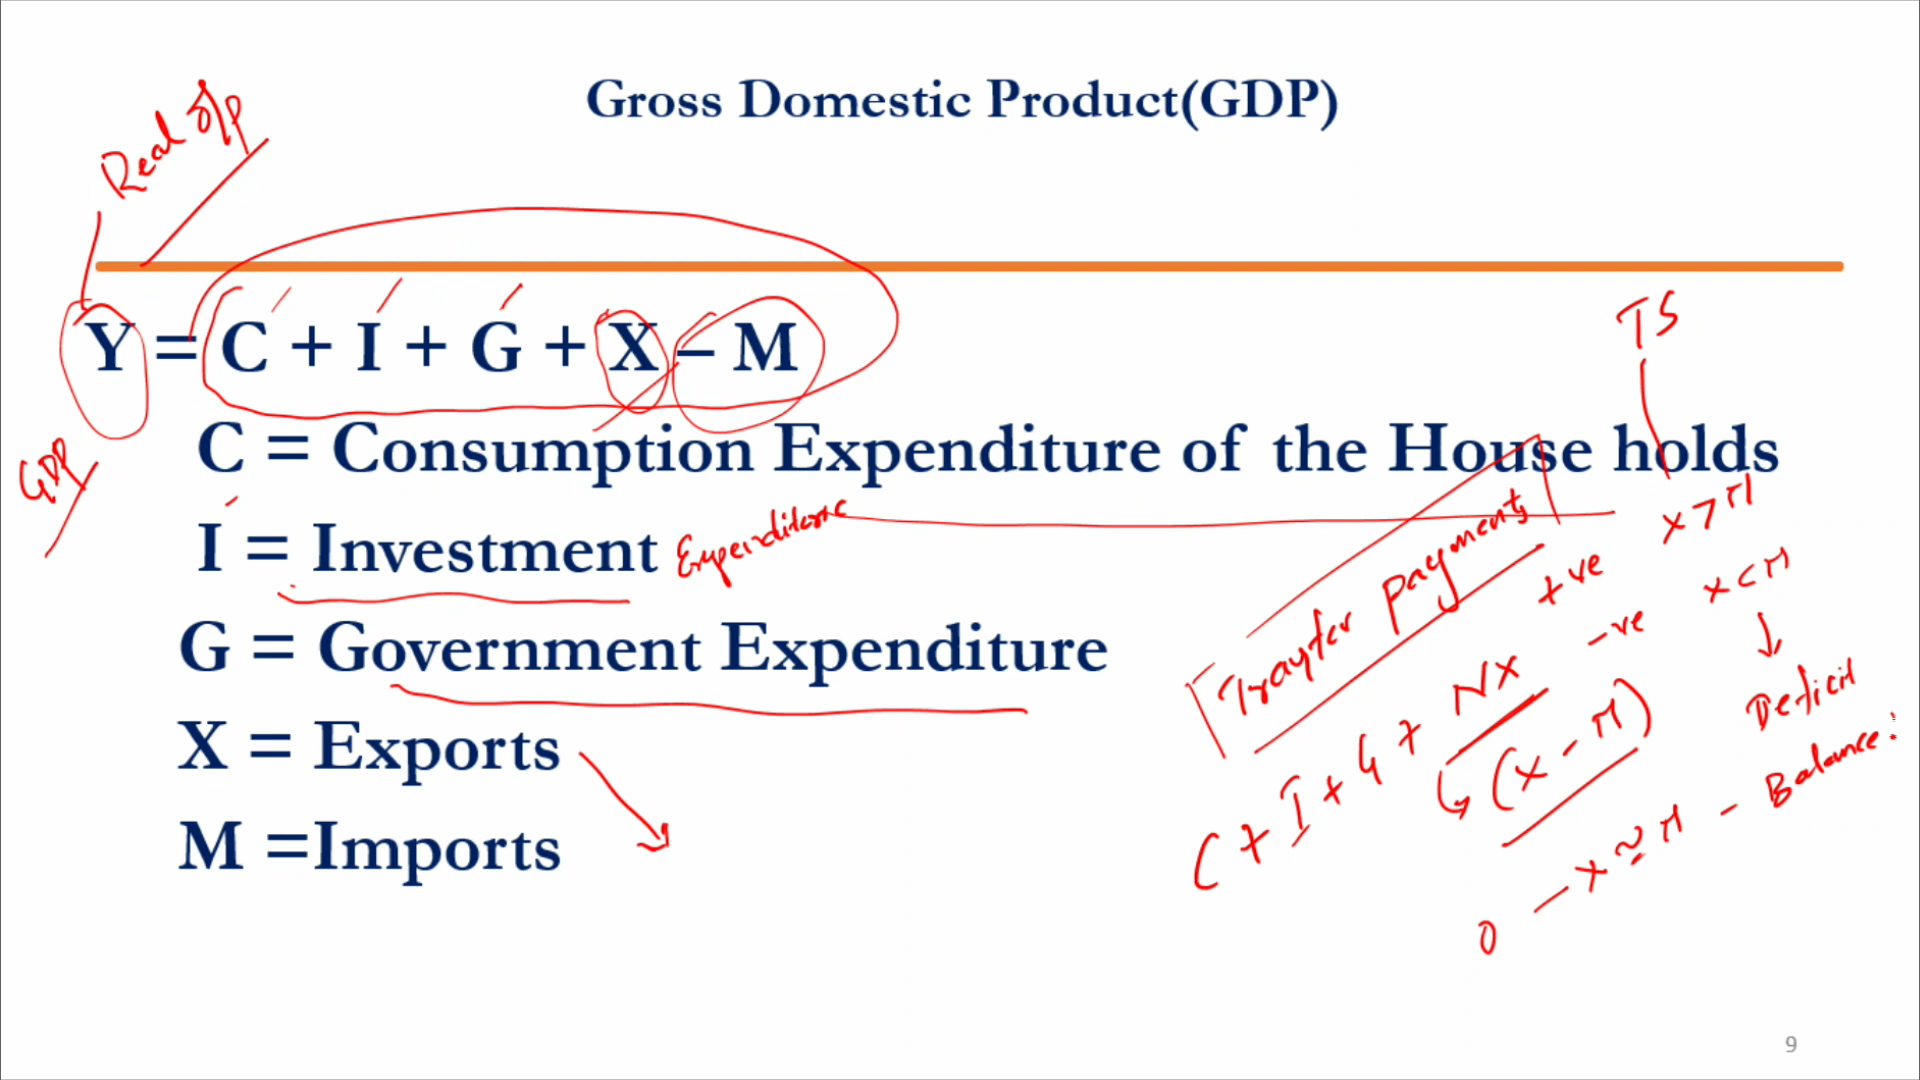 Gross Domestic Product(GDP)
Real o/p
Y = C + I + G + X – M
TS
GDP
C = Consumption Expenditure of the House holds
I = Investment Expenditure
Transfer payments
+ve X > M
-ve X < M
G = Government Expenditure
Deficit
C + I + G + NX
(X - M)
X = Exports
M =Imports
0 – X ≃ M – Balance
9